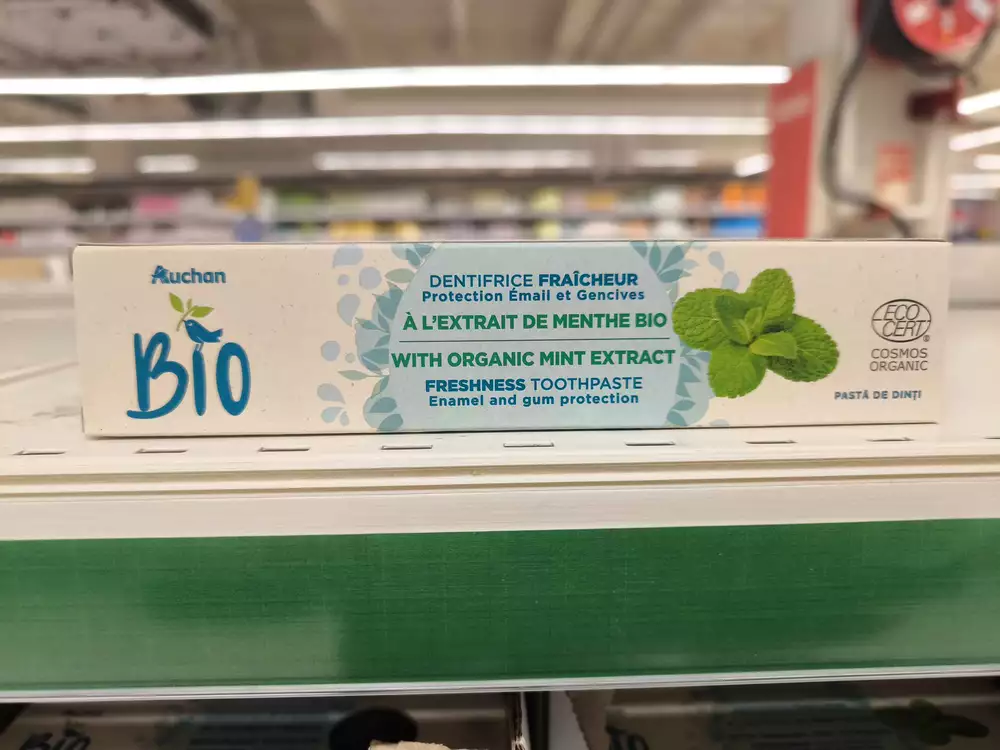 Auchan
BIO
DENTIFRICE FRAÎCHEUR
Protection Émail et Gencives
À L'EXTRAIT DE MENTHE BIO
WITH ORGANIC MINT EXTRACT
FRESHNESS TOOTHPASTE
Enamel and gum protection
ECO
CERT®
COSMOS
ORGANIC
PASTĂ DE DINȚI
BIO